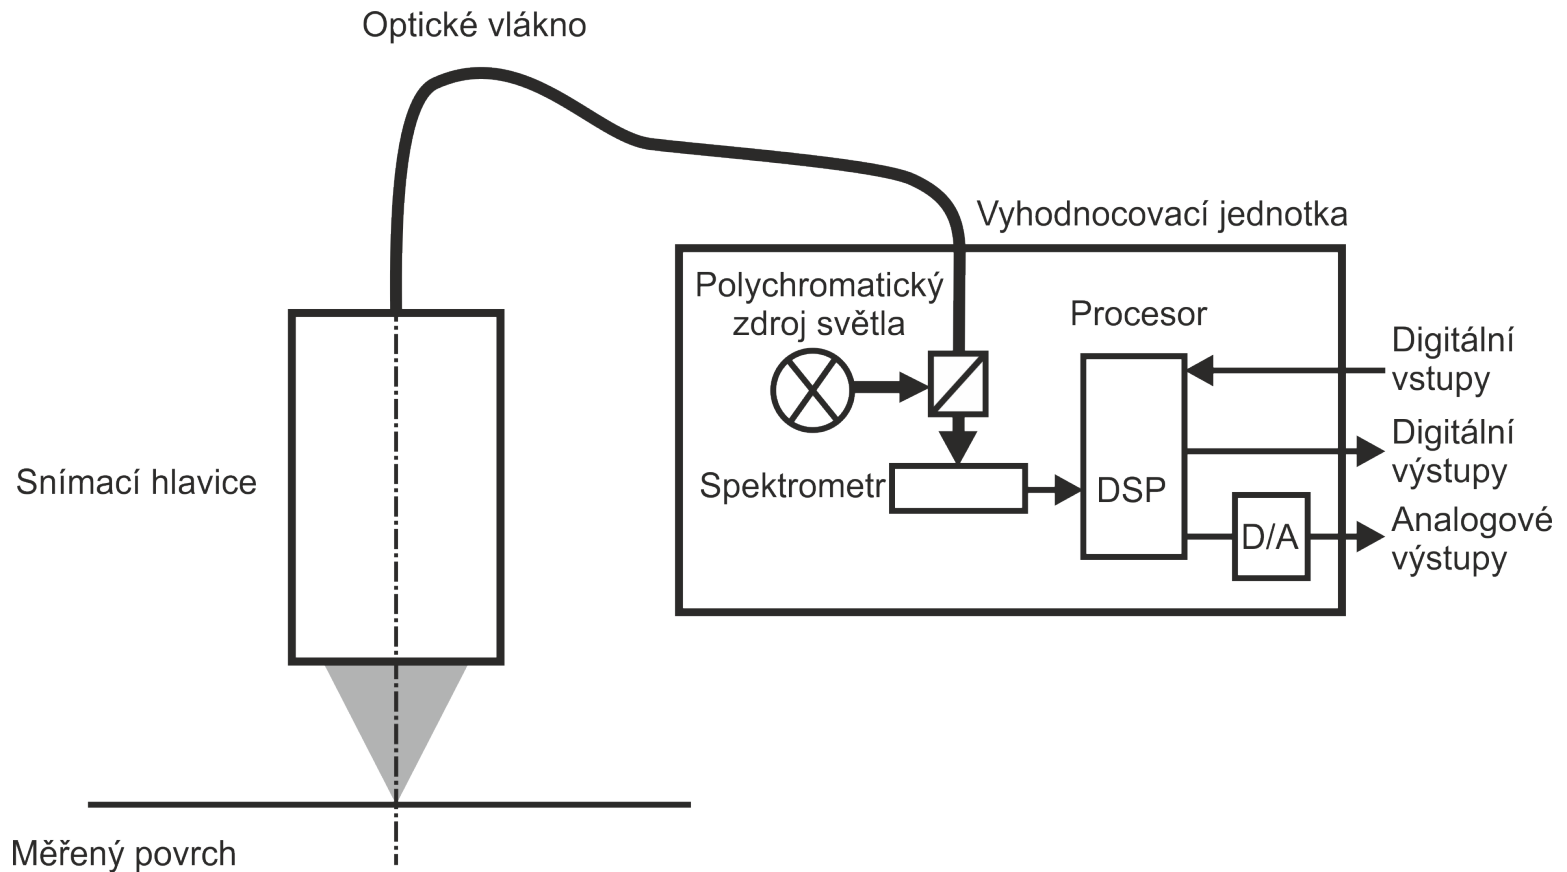 Optické vlákno
Vyhodnocovací jednotka
Polychromatický
zdroj světla
Procesor
Digitální
vstupy
Digitální
výstupy
Snímací hlavice
Spektrometr
DSP
D/A
Analogové
výstupy
Měřený povrch